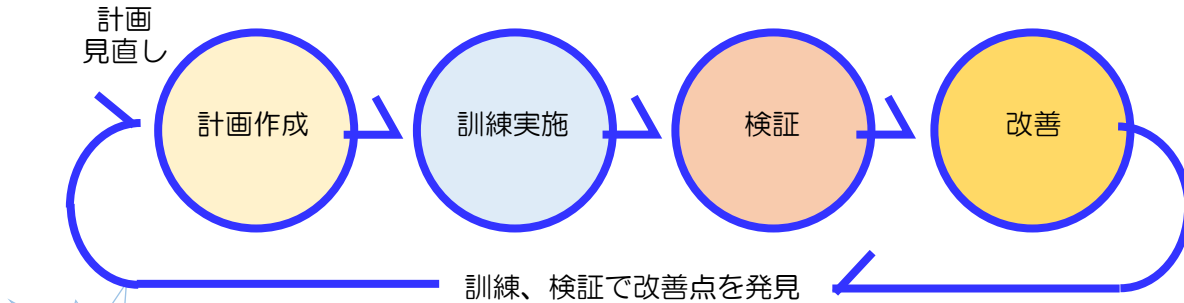 計画
見直し
計画作成
訓練実施
検証
改善
訓練、検証で改善点を発見